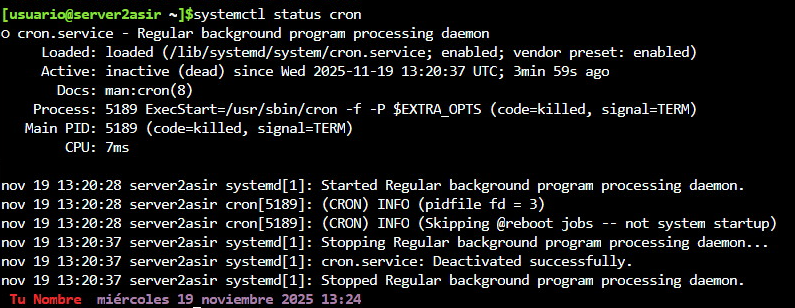 [usuario@server2asir ~]$systemctl status cron
○ cron.service - Regular background program processing daemon
     Loaded: loaded (/lib/systemd/system/cron.service; enabled; vendor preset: enabled)
     Active: inactive (dead) since Wed 2025-11-19 13:20:37 UTC; 3min 59s ago
       Docs: man:cron(8)
    Process: 5189 ExecStart=/usr/sbin/cron -f -P $EXTRA_OPTS (code=killed, signal=TERM)
   Main PID: 5189 (code=killed, signal=TERM)
        CPU: 7ms

nov 19 13:20:28 server2asir systemd[1]: Started Regular background program processing daemon.
nov 19 13:20:28 server2asir cron[5189]: (CRON) INFO (pidfile fd = 3)
nov 19 13:20:28 server2asir cron[5189]: (CRON) INFO (Skipping @reboot jobs -- not system startup)
nov 19 13:20:37 server2asir systemd[1]: Stopping Regular background program processing daemon...
nov 19 13:20:37 server2asir systemd[1]: cron.service: Deactivated successfully.
nov 19 13:20:37 server2asir systemd[1]: Stopped Regular background program processing daemon.
 Tu Nombre  miércoles 19 noviembre 2025 13:24